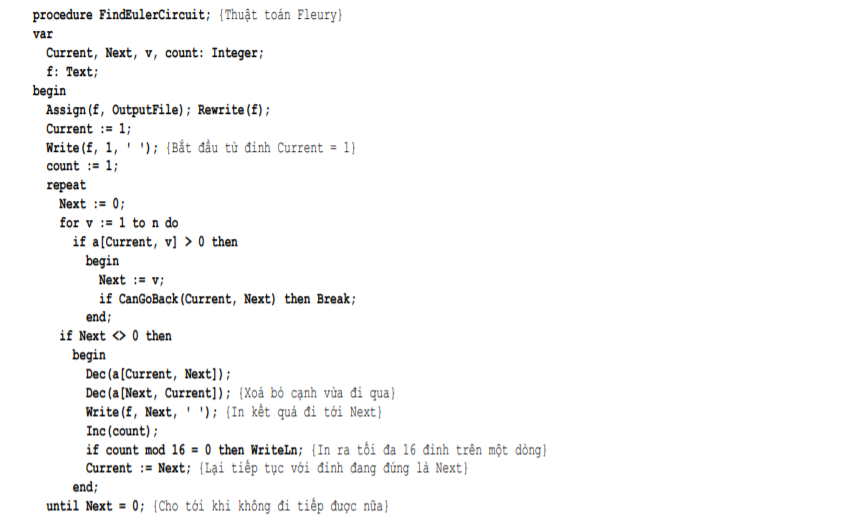 procedure FindEulerCircuit; {Thuật toán Fleury}
var
Current, Next, v, count: Integer;
f: Text;
begin
Assign(f, OutputFile); Rewrite(f);
Current := 1;
Write(f, 1, ' '); {Bắt đầu từ đỉnh Current = 1}
count := 1;
repeat
Next := 0;
for v := 1 to n do
if a[Current, v] > 0 then
begin
Next := v;
if CanGoBack(Current, Next) then Break;
end;
if Next <> 0 then
begin
Dec(a[Current, Next]);
Dec(a[Next, Current]); {Xoá bỏ cạnh vừa đi qua}
Write(f, Next, ' '); {In kết quả đi tới Next}
Inc(count);
if count mod 16 = 0 then WriteLn; {In ra tối đa 16 đỉnh trên một dòng}
Current := Next; {Lại tiếp tục với đỉnh đang đứng là Next}
end;
until Next = 0; {Cho tới khi không đi tiếp được nữa}